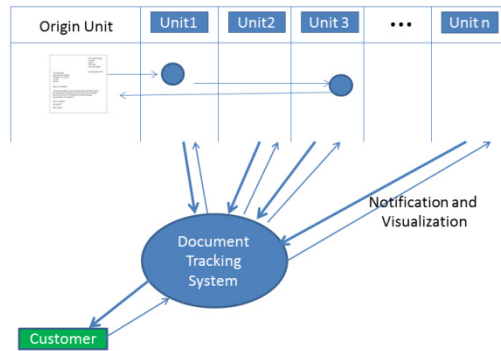 Origin Unit
Unit1
Unit2
Unit 3
•••
Unit n
Notification and
Visualization
Document
Tracking
System
Customer